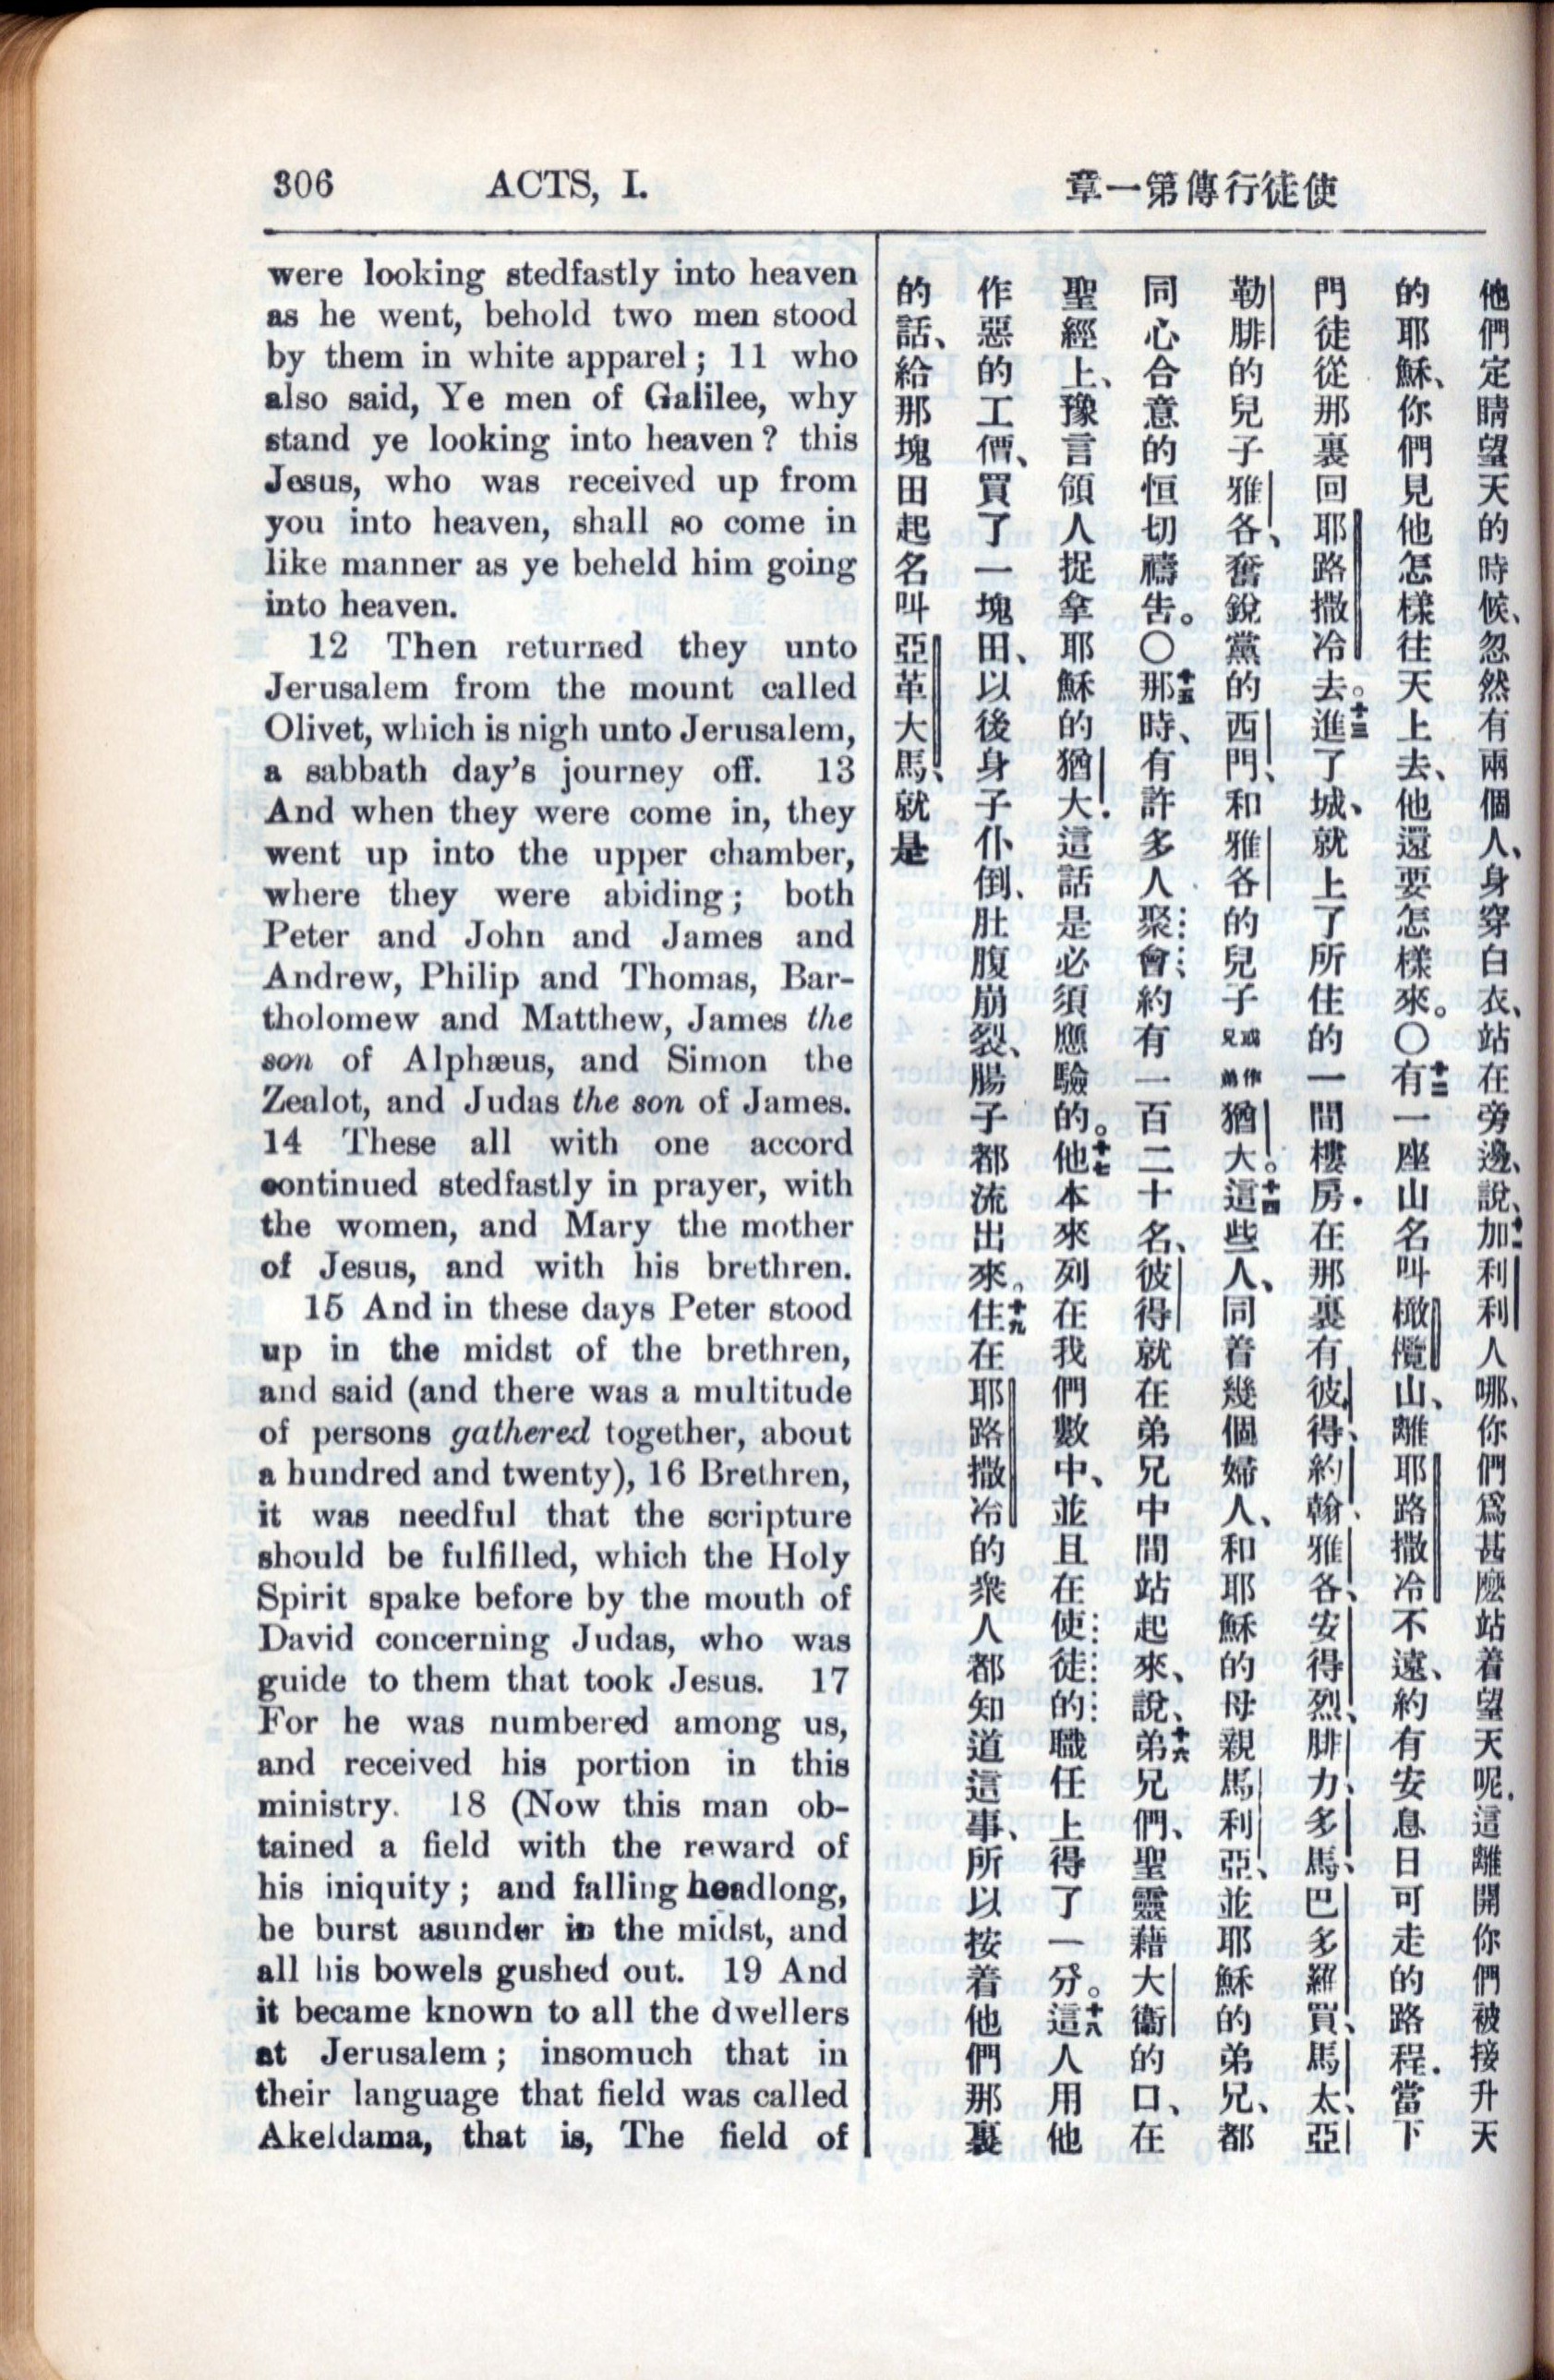 306 ACTS, I.
使徒行傳第一章
were looking stedfastly into heaven
as he went, behold two men stood
by them in white apparel; 11 who
also said, Ye men of Galilee, why
stand ye looking into heaven? this
Jesus, who was received up from
you into heaven, shall so come in
like manner as ye beheld him going
into heaven.
12 Then returned they unto
Jerusalem from the mount called
Olivet, which is nigh unto Jerusalem,
a sabbath day's journey off. 13
And when they were come in, they
went up into the upper chamber,
where they were abiding; both
Peter and John and James and
Andrew, Philip and Thomas, Bar-
tholomew and Matthew, James the
son of Alphæus, and Simon the
Zealot, and Judas the son of James.
14 These all with one accord
continued stedfastly in prayer, with
the women, and Mary the mother
of Jesus, and with his brethren.
15 And in these days Peter stood
up in the midst of the brethren,
and said (and there was a multitude
of persons gathered together, about
a hundred and twenty), 16 Brethren,
it was needful that the scripture
should be fulfilled, which the Holy
Spirit spake before by the mouth of
David concerning Judas, who was
guide to them that took Jesus. 17
For he was numbered among us,
and received his portion in this
ministry. 18 (Now this man ob-
tained a field with the reward of
his iniquity; and falling headlong,
he burst asunder in the midst, and
all his bowels gushed out. 19 And
it became known to all the dwellers
at Jerusalem; insomuch that in
their language that field was called
Akeldama, that is, The field of
他們定睛望天的時候、忽然有兩個人、身穿白衣、站在旁邊、說、十一加利利人哪、你們爲甚麼站着望天呢．這離開你們被接升天
的耶穌、你們見他怎樣往天上去、他還要怎樣來。〇十二有一座山名叫橄欖山、離耶路撒冷不遠、約有安息日可走的路程．當下
門徒從那裏回耶路撒冷去。十三進了城、就上了所住的一間樓房．在那裏有彼得、約翰、雅各、安得烈、腓力、多馬、巴多羅買、馬太、亞
勒腓的兒子雅各、奮銳黨的西門、和雅各的兒子或作兄弟猶大。十四這些人、同着幾個婦人、和耶穌的母親馬利亞、並耶穌的弟兄、都
同心合意的恒切禱告。〇十五那時、有許多人聚會、約有一百二十名、彼得就在弟兄中間站起來、說、十六弟兄們、聖靈藉大衞的口、在
聖經上、豫言領人捉拿耶穌的猶大．這話是必須應驗的。十七他本來列在我們數中、並且在使徒的職任上得了一分。十八這人用他
作惡的工價、買了一塊田、以後身子仆倒、肚腹崩裂、腸子都流出來。十九住在耶路撒冷的衆人都知道這事、所以按着他們那裏
的話、給那塊田起名叫亞革大馬、就是